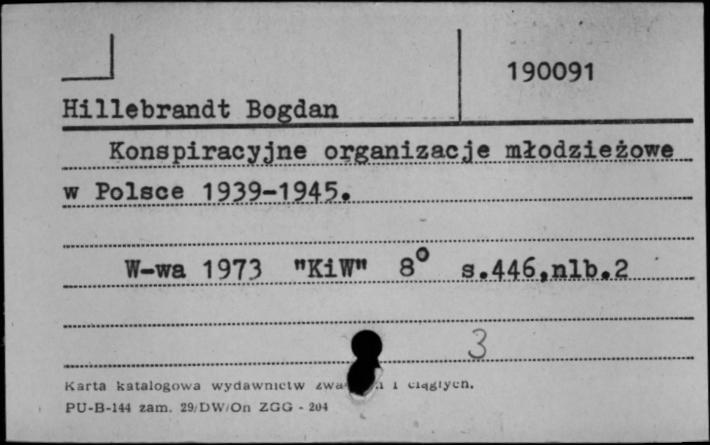 190091
Hillebrandt Bogdan
Konspiracyjne organizacje młodzieżowe
w Polsce 1939-1945.
W-wa 1973 "KiW" 8° s.446,nlb.2
3
Karta katalogowa wydawnictw i ciągłych.
PU-B-144 zam. 29/DW/On ZGG - 204